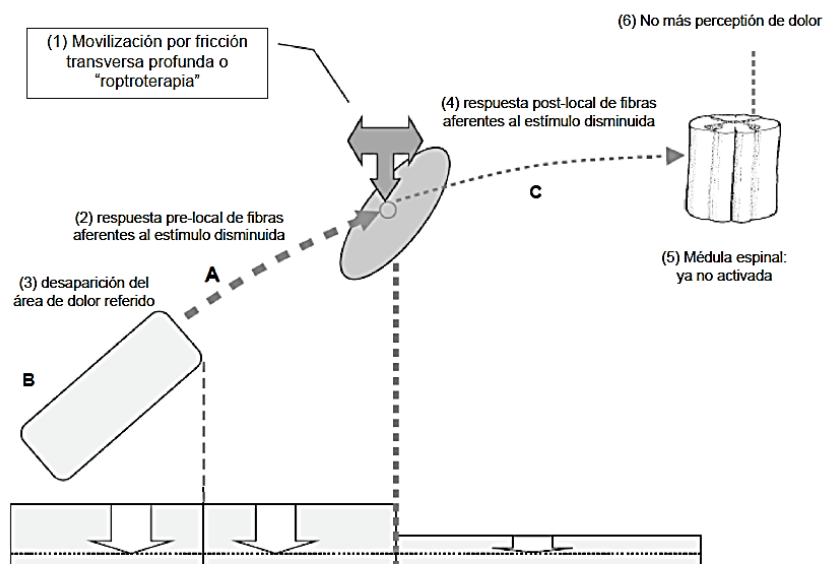 (6) No más perceptión de dolor
(1) Movilización por fricción
transversa profunda o
“roptroterapia”
(4) respuesta post-local de fibras
aferentes al estímulo disminuida
C
(2) respuesta pre-local de fibras
aferentes al estímulo disminuida
(5) Médula espinal:
ya no activada
(3) desaparición del
área de dolor referido
A
B